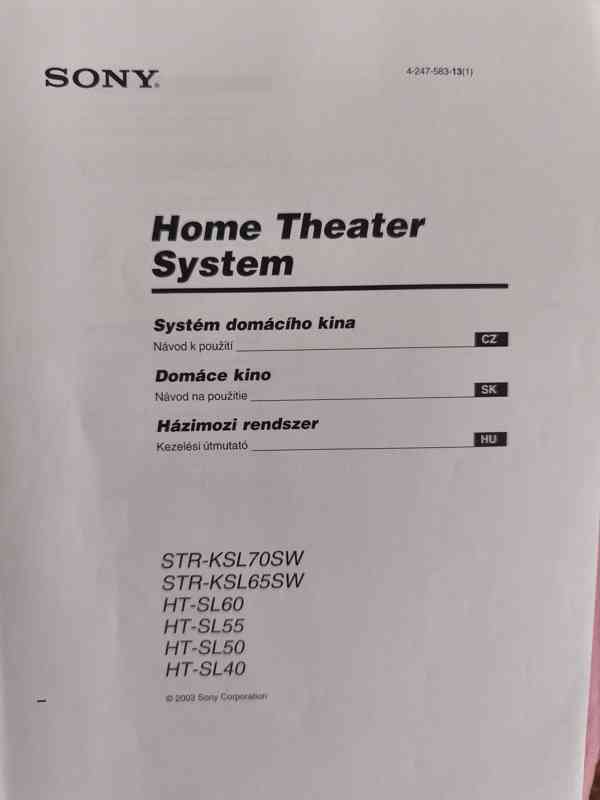 SONY®
4-247-583-13(1)
Home Theater
System
Systém domácího kina
Návod k použití
CZ
Domáce kino
Návod na použitie
SK
Házimozi rendszer
Kezelési útmutató
HU
STR-KSL70SW
STR-KSL65SW
HT-SL60
HT-SL55
HT-SL50
HT-SL40
© 2003 Sony Corporation